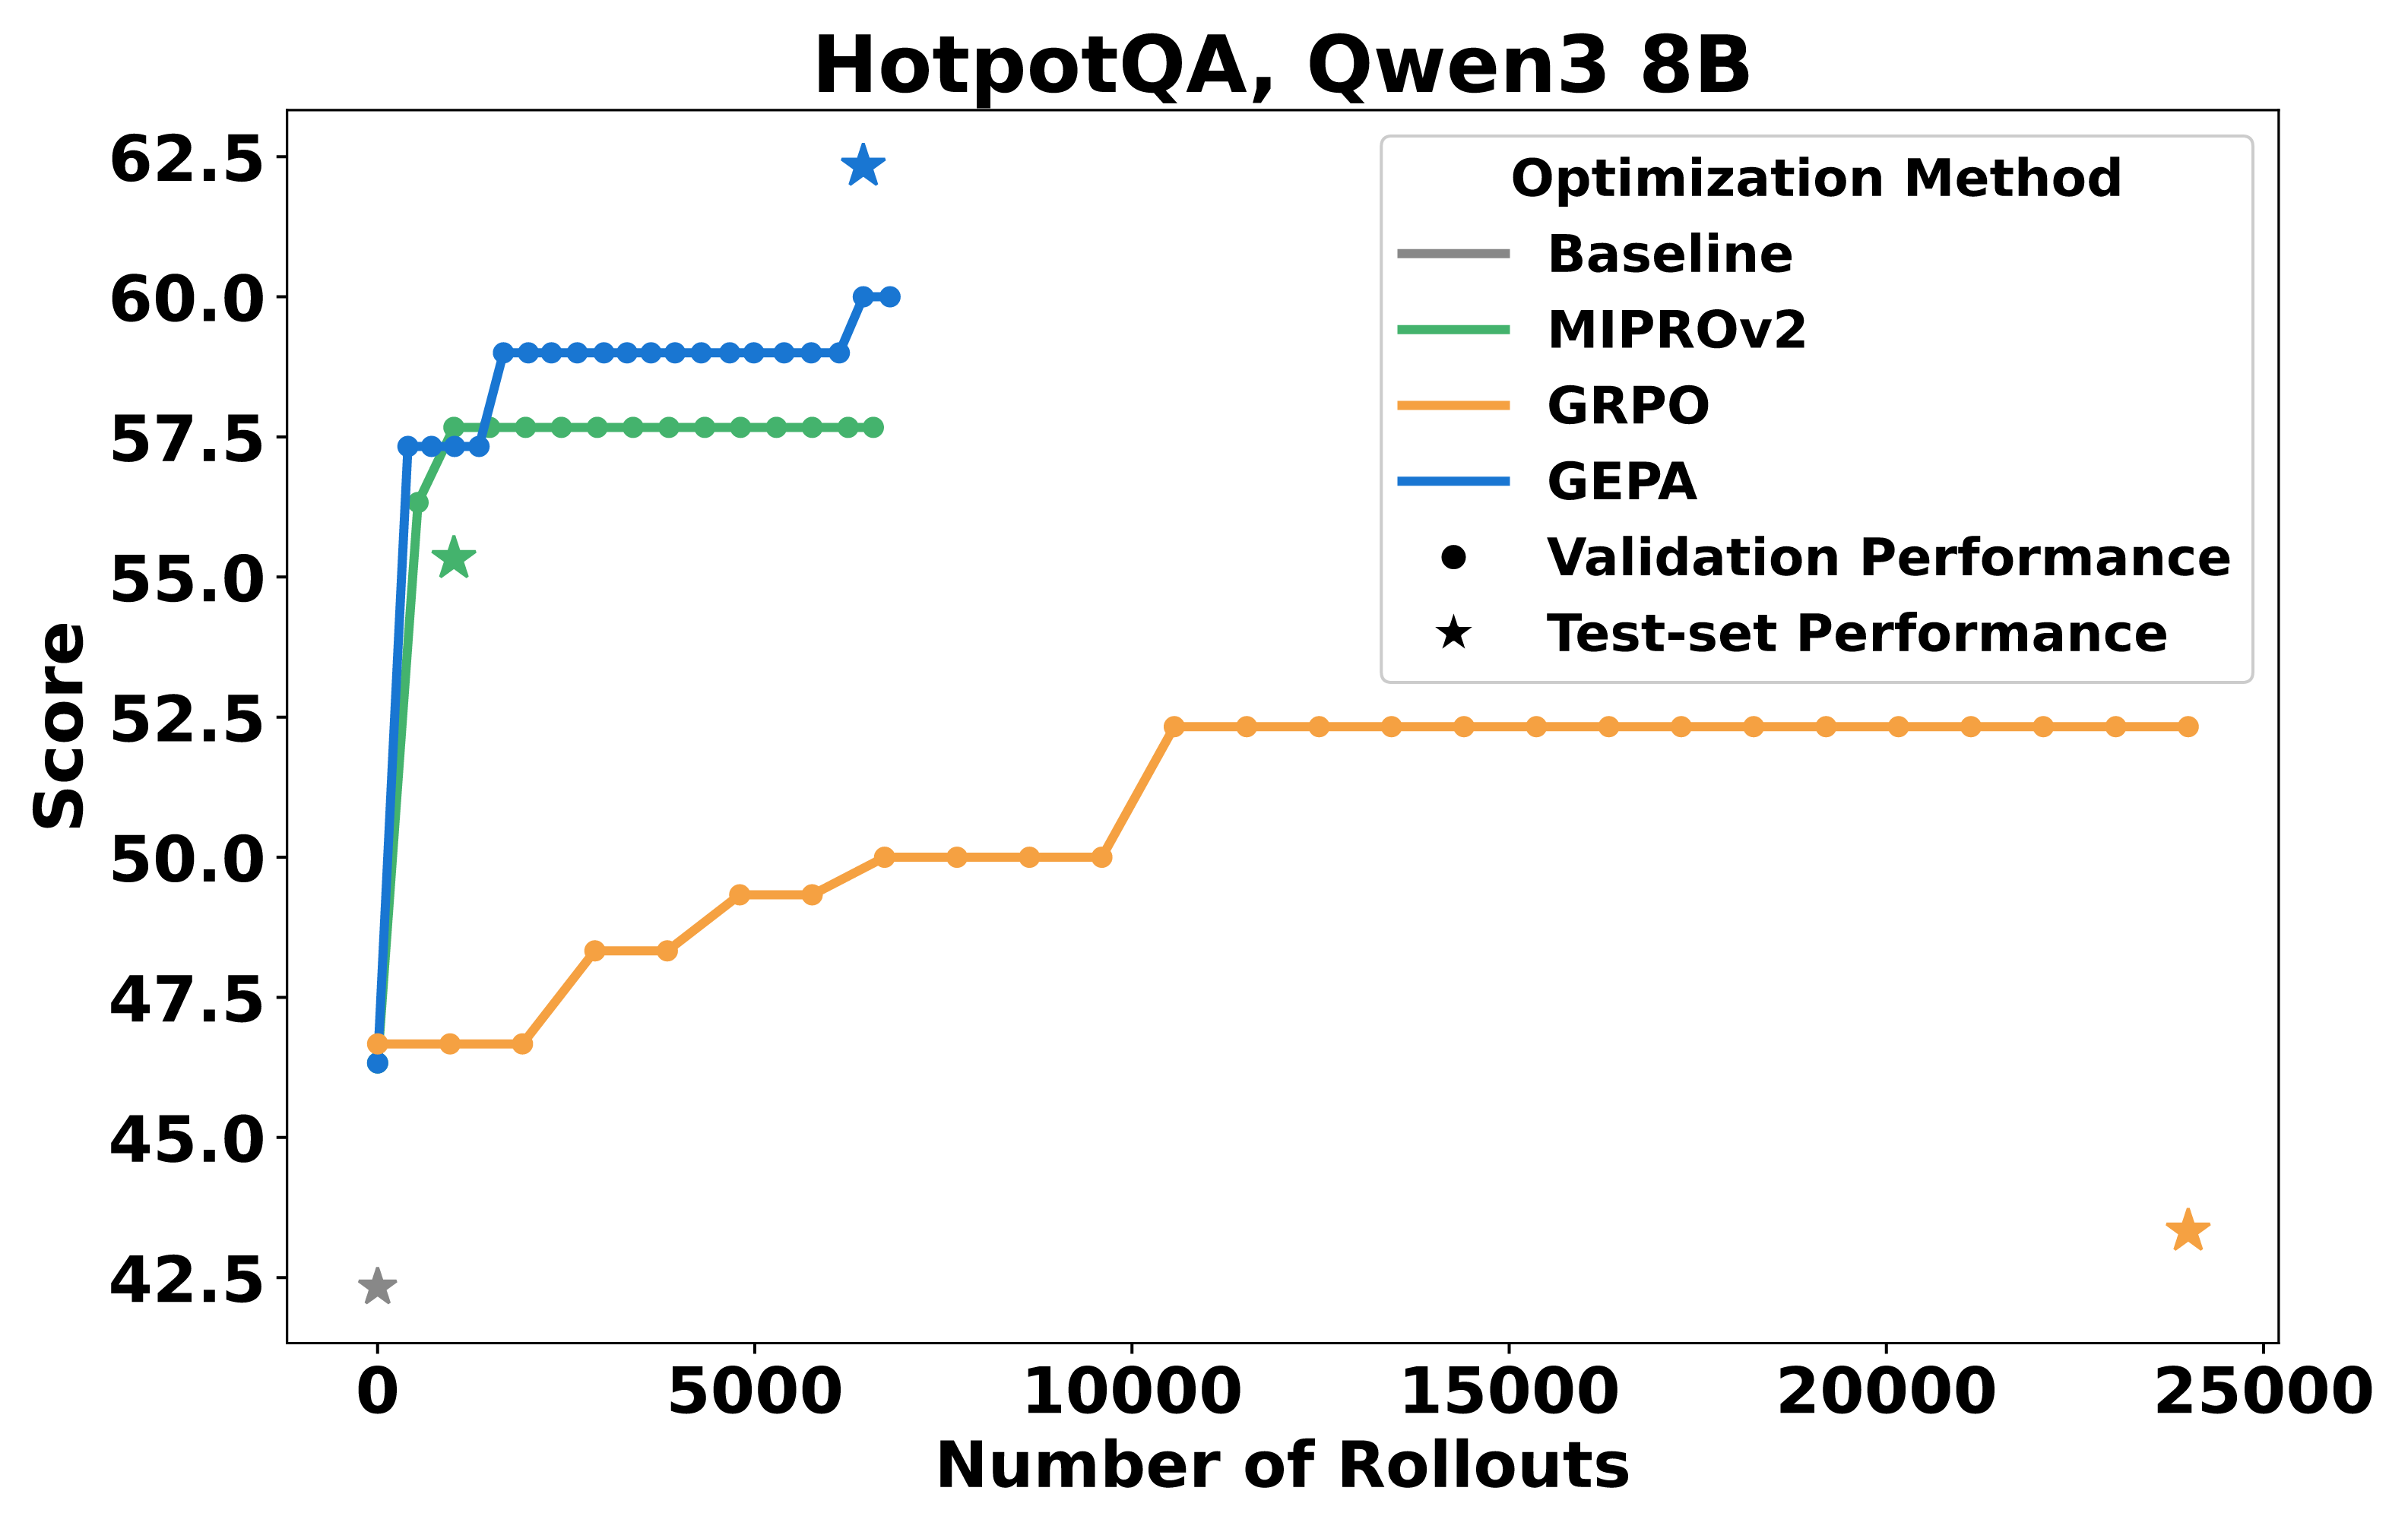 HotpotQA, Qwen3 8B
62.5
60.0
57.5
55.0
52.5
50.0
47.5
45.0
42.5
Score
Optimization Method
Baseline
MIPROv2
GRPO
GEPA
Validation Performance
Test-set Performance
0 5000 10000 15000 20000 25000
Number of Rollouts